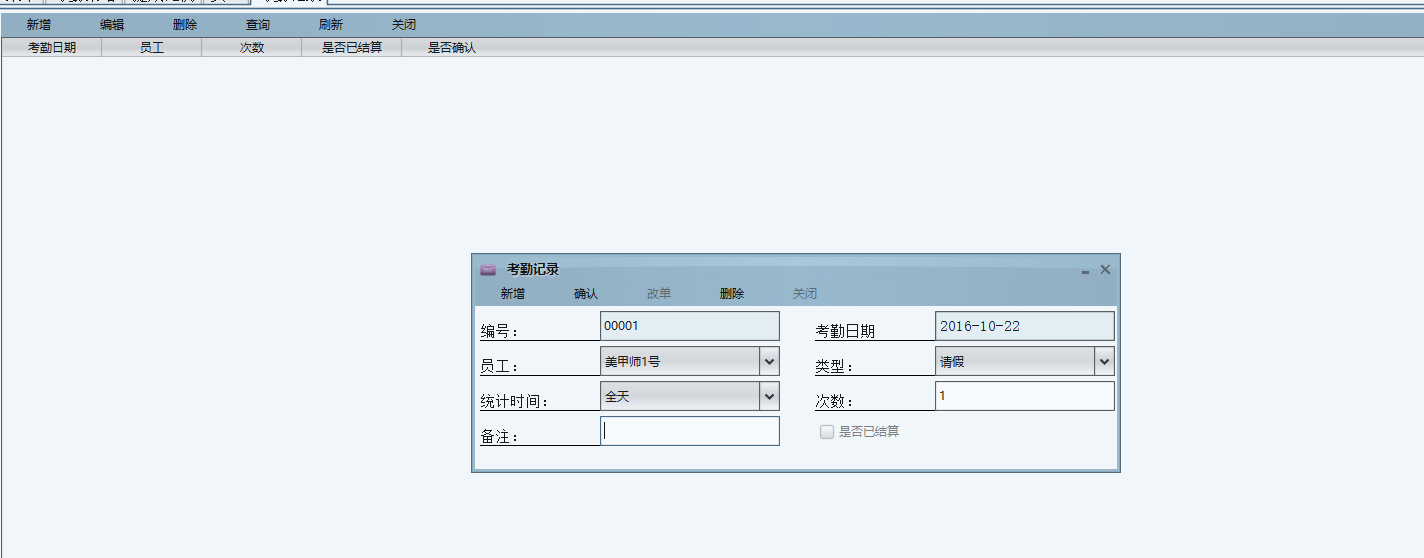 新增 编辑 删除 查询 刷新 关闭
考勤日期 员工 次数 是否已结算 是否确认
考勤记录
新增 确认 改单 删除 关闭
编号： 00001 考勤日期 2016-10-22
员工： 美甲师1号 类型： 请假
统计时间： 全天 次数： 1
备注： 是否已结算